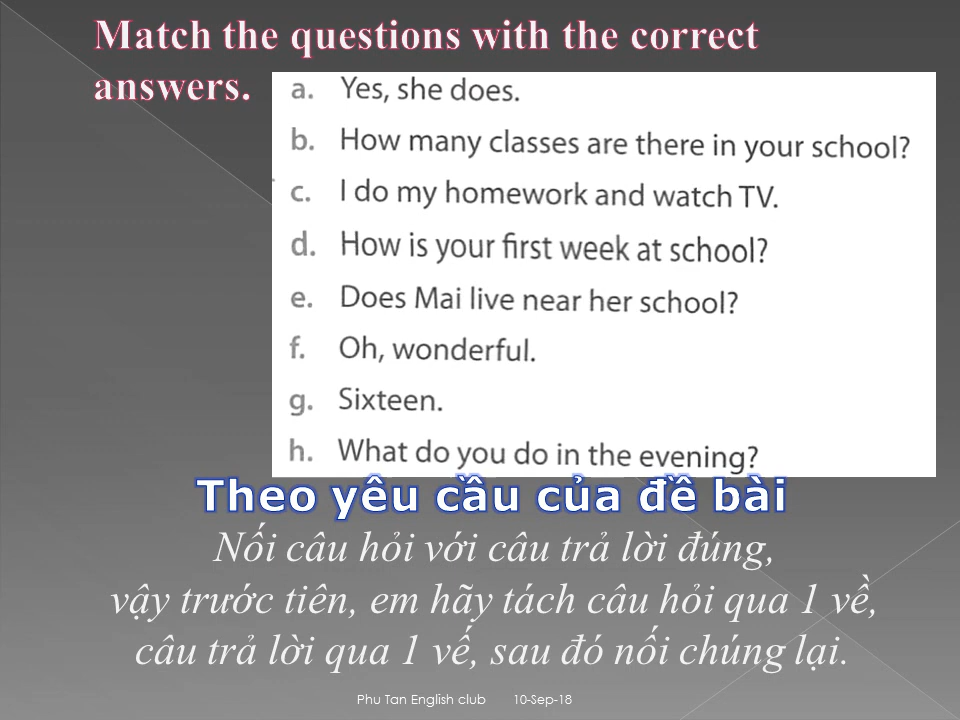 Match the questions with the correct
answers.
a. Yes, she does.
b. How many classes are there in your school?
c. I do my homework and watch TV.
d. How is your first week at school?
e. Does Mai live near her school?
f. Oh, wonderful.
g. Sixteen.
h. What do you do in the evening?
Theo yêu cầu của đề bài
Nối câu hỏi với câu trả lời đúng,
vậy trước tiên, em hãy tách câu hỏi qua 1 về,
câu trả lời qua 1 vế, sau đó nối chúng lại.
Phu Tan English club 10-Sep-18